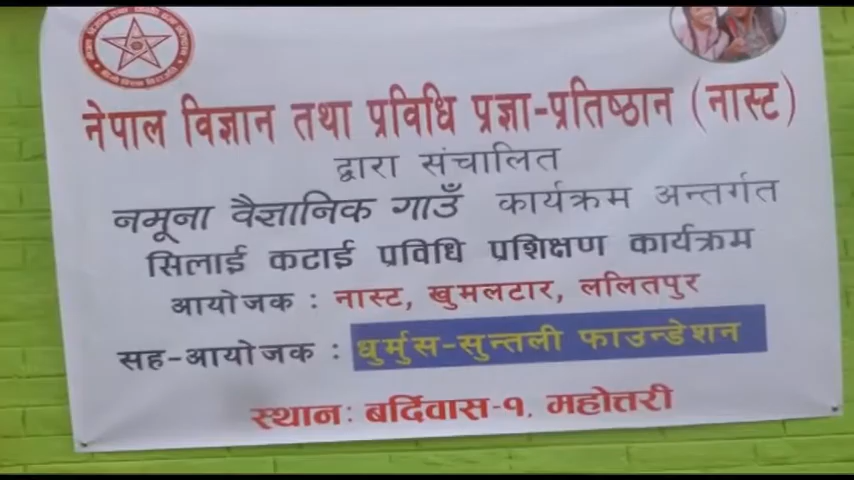 नेपाल विज्ञान तथा प्रविधि प्रज्ञा-प्रतिष्ठान (नास्ट)
द्वारा संचालित
नमूना वैज्ञानिक गाउँ कार्यक्रम अन्तर्गत
सिलाई कटाई प्रविधि प्रशिक्षण कार्यक्रम
आयोजक : नास्ट, खुमलटार, ललितपुर
सह-आयोजक : धुर्मुस-सुन्तली फाउन्डेशन
स्थान: बर्दिवास-१, महोत्तरी